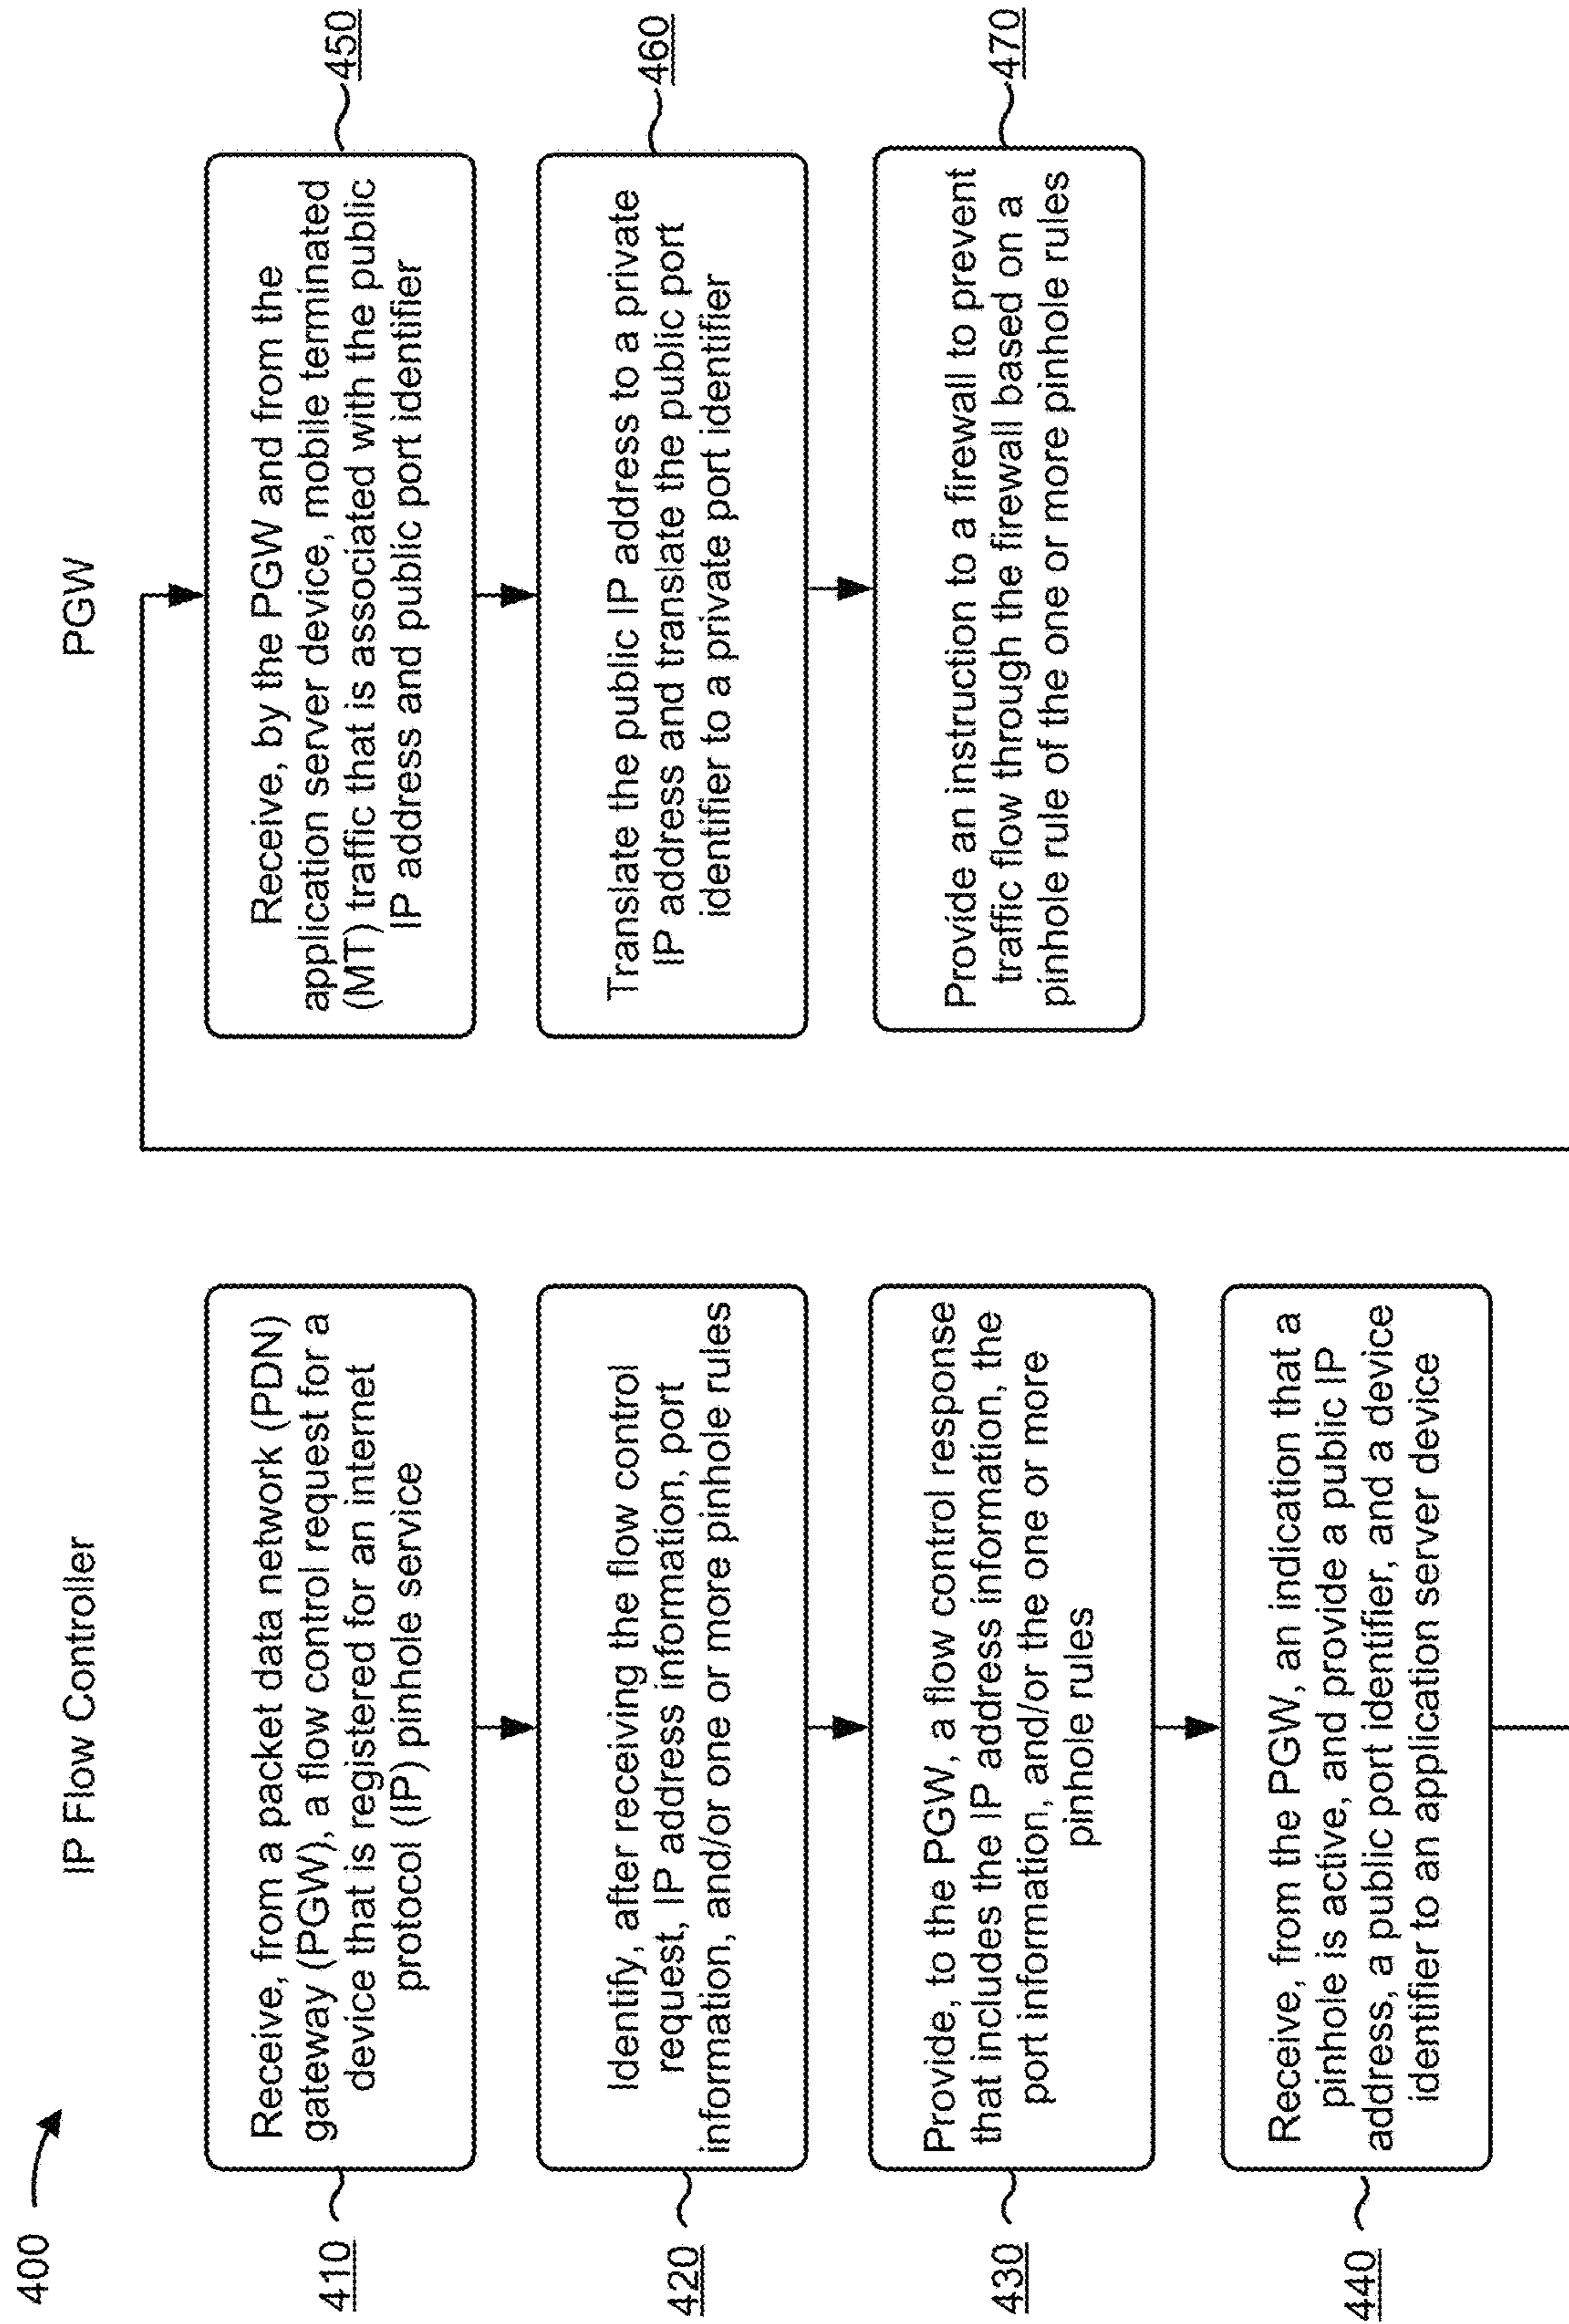 400
IP Flow Controller
410
Receive, from a packet data network (PDN)
gateway (PGW), a flow control request for a
device that is registered for an internet
protocol (IP) pinhole service
420
Identify, after receiving the flow control
request, IP address information, port
information, and/or one or more pinhole rules
430
Provide, to the PGW, a flow control response
that includes the IP address information, the
port information, and/or the one or more
pinhole rules
440
Receive, from the PGW, an indication that a
pinhole is active, and provide a public IP
address, a public port identifier, and a device
identifier to an application server device
PGW
Receive, by the PGW and from the
application server device, mobile terminated
(MT) traffic that is associated with the public
IP address and public port identifier
450
Translate the public IP address to a private
IP address and translate the public port
identifier to a private port identifier
460
Provide an instruction to a firewall to prevent
traffic flow through the firewall based on a
pinhole rule of the one or more pinhole rules
470